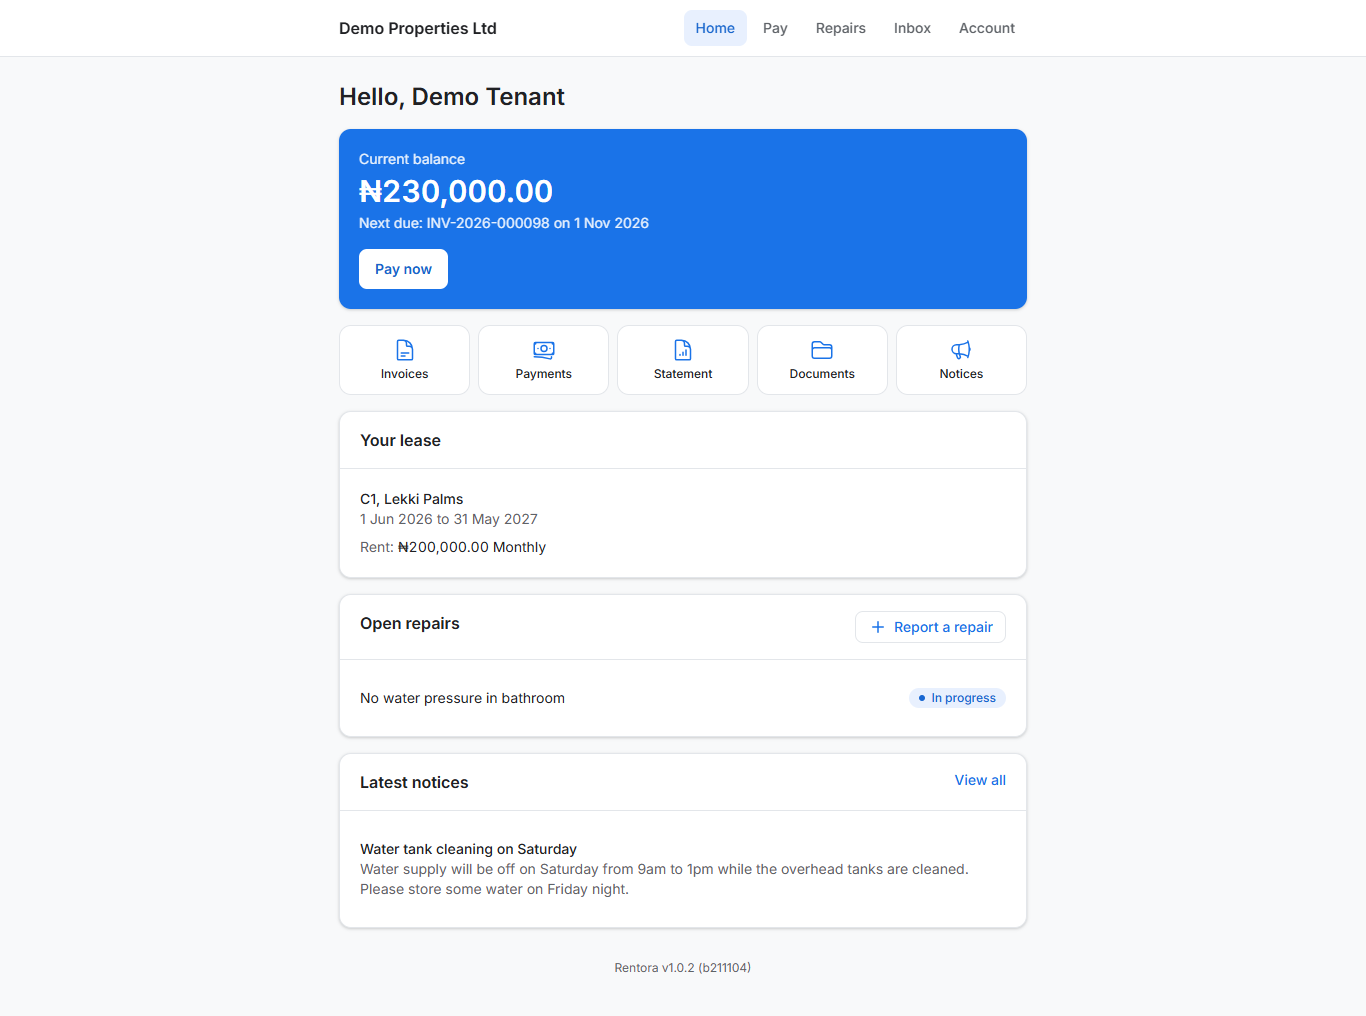 Demo Properties Ltd
Home
Pay
Repairs
Inbox
Account
Hello, Demo Tenant
Current balance
₦230,000.00
Next due: INV-2026-000098 on 1 Nov 2026
Pay now
Invoices
Payments
Statement
Documents
Notices
Your lease
C1, Lekki Palms
1 Jun 2026 to 31 May 2027
Rent: ₦200,000.00 Monthly
Open repairs
Report a repair
No water pressure in bathroom
In progress
Latest notices
View all
Water tank cleaning on Saturday
Water supply will be off on Saturday from 9am to 1pm while the overhead tanks are cleaned.
Please store some water on Friday night.
Rentora v1.0.2 (b211104)